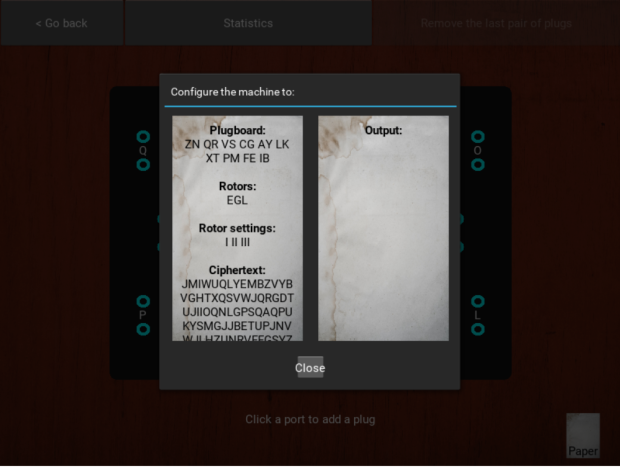 < Go back
Statistics
Remove the last pair of plugs
Configure the machine to:
Plugboard:
ZN QR VS CG AY LK
XT PM FE IB
Rotors:
EGL
Rotor settings:
I II III
Ciphertext:
JMIWUQLYEMBZVYB
VGHTXQSVWJQRGDT
UJIIOQNLGPSQAQPU
KYSMGJJBETUPJNV
WJLHZUNRVFFGSYZ
Output:
Close
Q
O
P
L
Click a port to add a plug
Paper